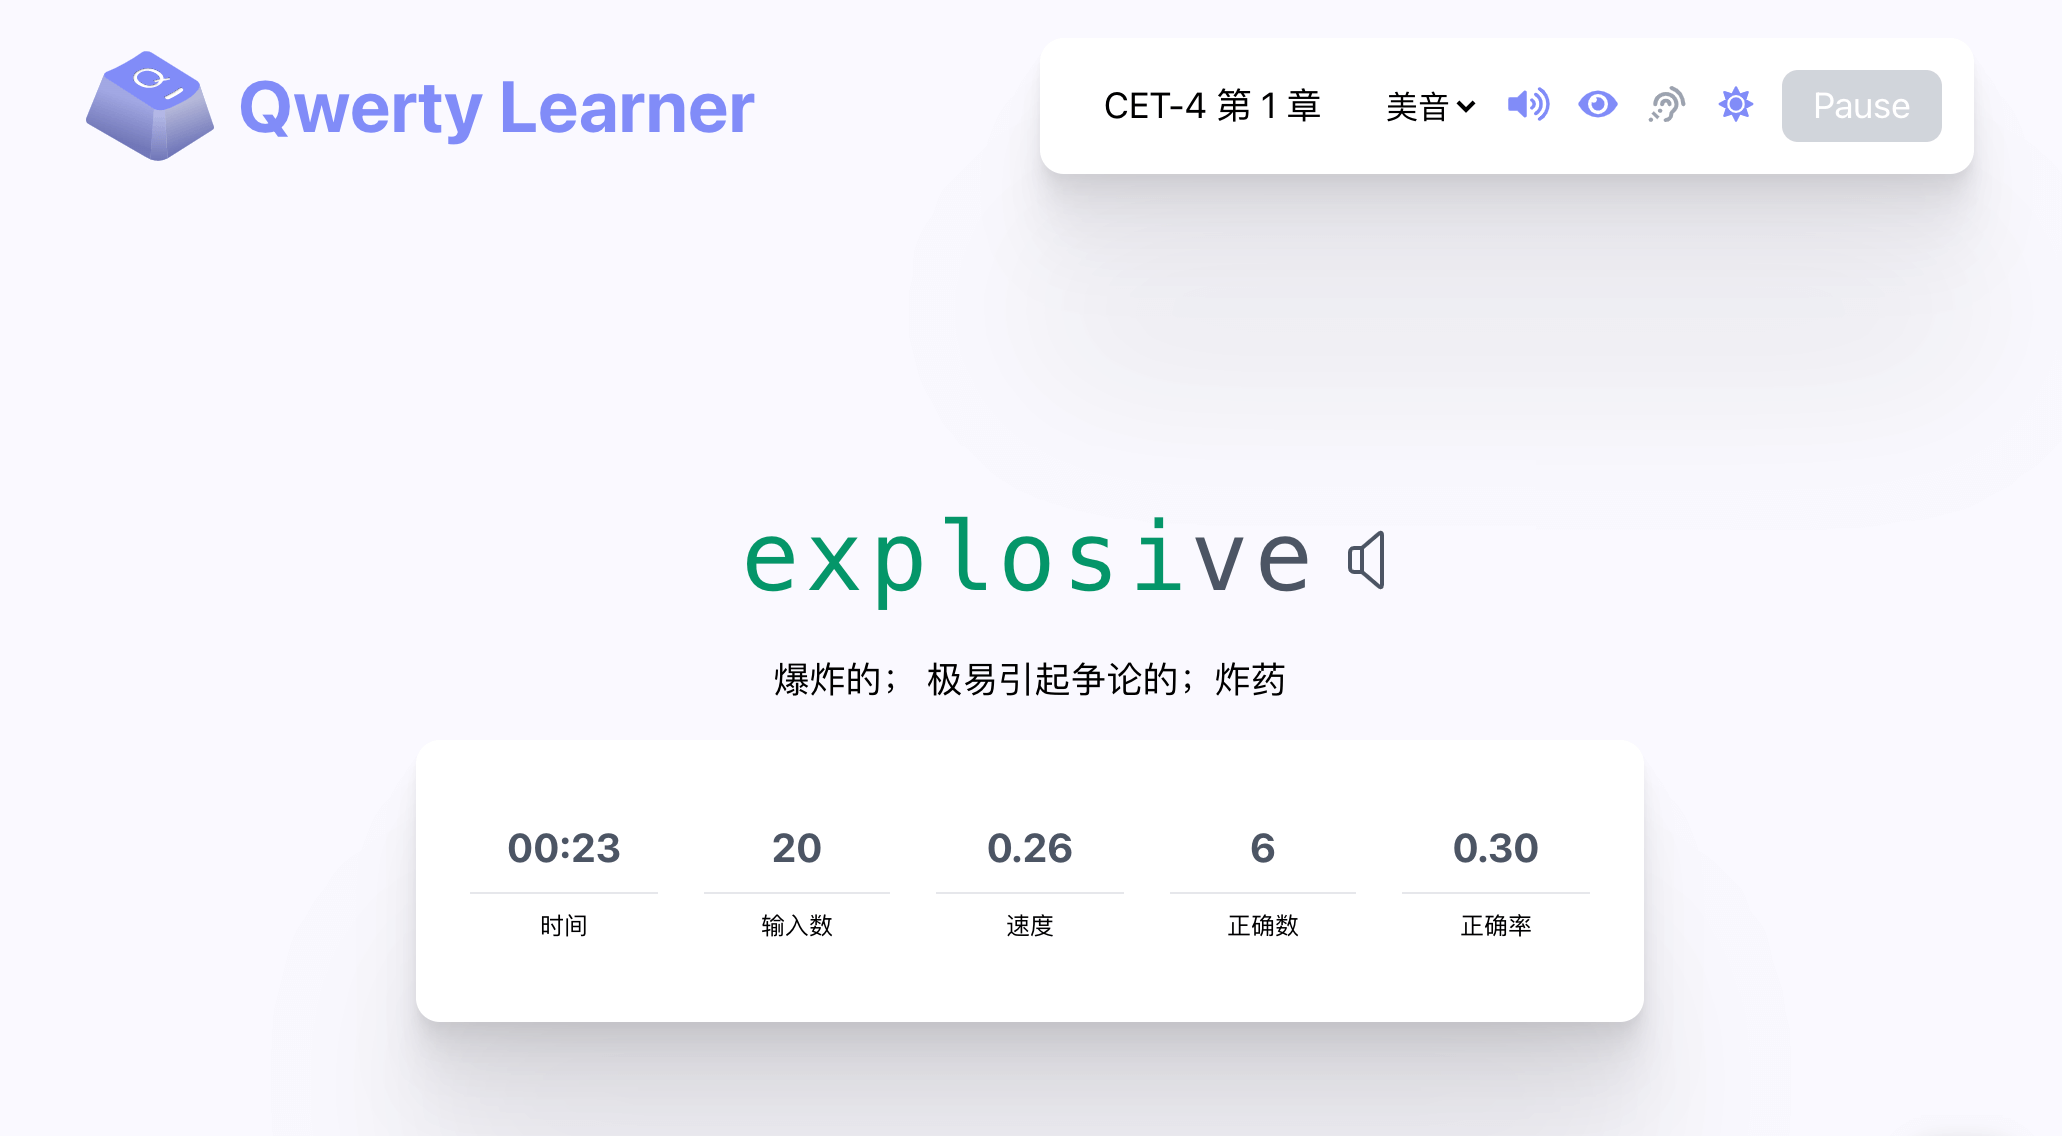 Qwerty Learner
CET-4 第 1 章 美音 Pause
explosive
爆炸的； 极易引起争论的；炸药
00:23 20 0.26 6 0.30
时间 输入数 速度 正确数 正确率